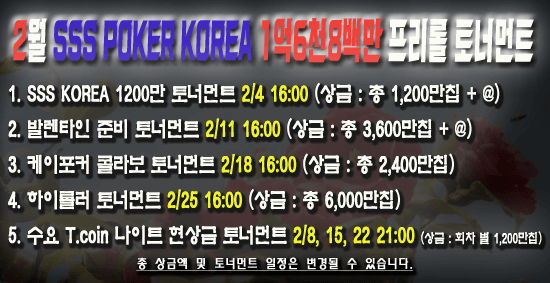 2월 SSS POKER KOREA 1억6천8백만 프리롤 토너먼트
1. SSS KOREA 1200만 토너먼트 2/4 16:00 (상금 : 총 1,200만칩 + @)
2. 발렌타인 준비 토너먼트 2/11 16:00 (상금 : 총 3,600만칩 + @)
3. 케이포커 콜라보 토너먼트 2/18 16:00 (상금 : 총 2,400만칩)
4. 하이롤러 토너먼트 2/25 16:00 (상금 : 총 6,000만칩)
5. 수요 T.coin 나이트 현상금 토너먼트 2/8, 15, 22 21:00 (상금 : 회차 별 1,200만칩)
총 상금액 및 토너먼트 일정은 변경될 수 있습니다.